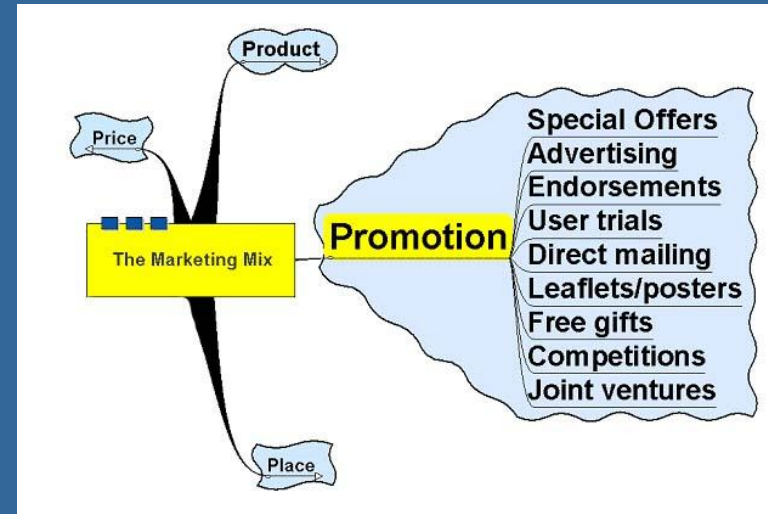 Product
Price
The Marketing Mix
Promotion
Special Offers
Advertising
Endorsements
User trials
Direct mailing
Leaflets/posters
Free gifts
Competitions
Joint ventures
Place